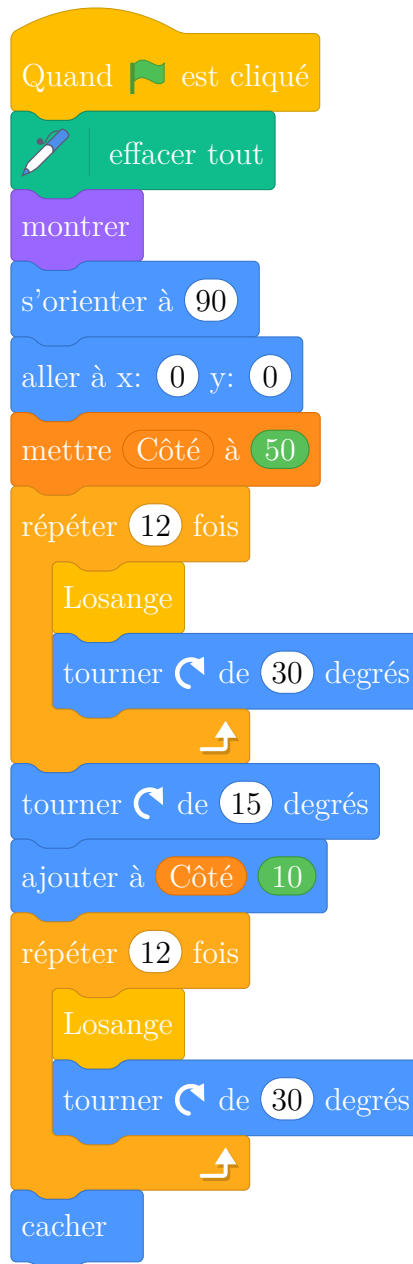 Quand est cliqué
effacer tout
montrer
s'orienter à 90
aller à x: 0 y: 0
mettre Côté à 50
répéter 12 fois
Losange
tourner de 30 degrés
tourner de 15 degrés
ajouter à Côté 10
répéter 12 fois
Losange
tourner de 30 degrés
cacher